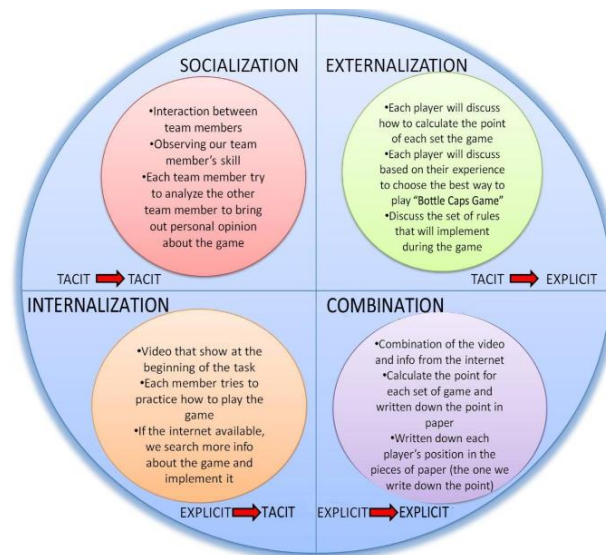 SOCIALIZATION
•Interaction between
team members
•Observing our team
member's skill
•Each team member try
to analyze the other
team member to bring
out personal opinion
about the game
TACIT TACIT
EXTERNALIZATION
•Each player will discuss
how to calculate the
point of each set the
game
•Each player will discuss
based on their experience
to choose the best way to
play "Bottle Caps Game"
•Discuss the set of rules
that will implement
during the game
TACIT EXPLICIT
INTERNALIZATION
•Video that show at the
beginning of the task
•Each member tries to
practice how to play the
game
•If the internet available,
we search more info
about the game and
implement it
EXPLICIT TACIT
COMBINATION
•Combination of the video
and info from the internet
•Calculate the point for
each set of game and
written down the point in
paper
•Written down each
player's position in the
pieces of paper (the one we
write down the point)
EXPLICIT EXPLICIT